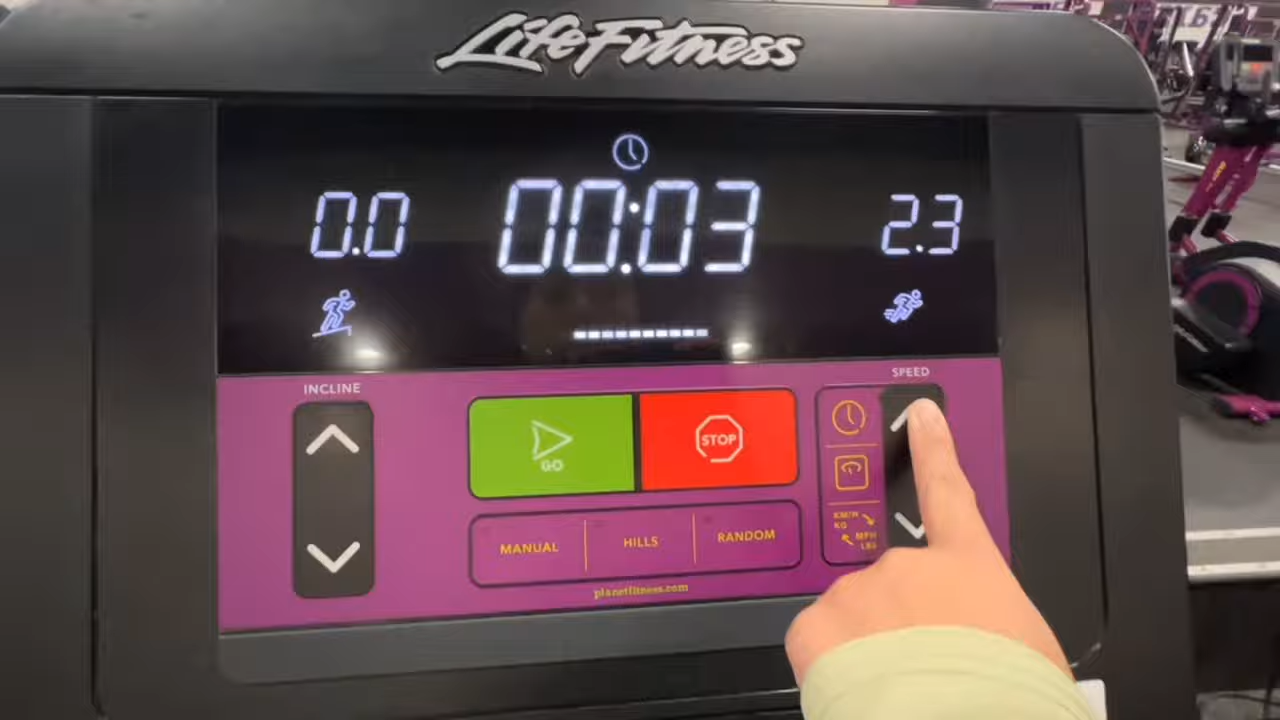 LifeFitness
0.0
00:03
2.3
INCLINE
SPEED
GO
STOP
MANUAL
HILLS
RANDOM
KM/H
KG
MPH
LBS
planetfitness.com